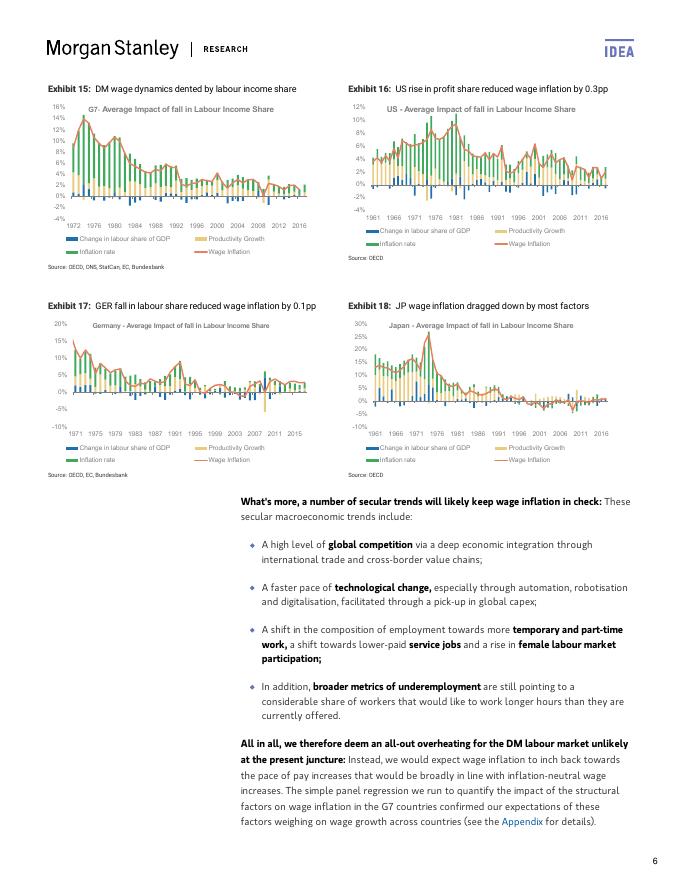 Morgan Stanley | RESEARCH
IDEA
Exhibit 15: DM wage dynamics dented by labour income share
G7- Average Impact of fall in Labour Income Share
16%
14%
12%
10%
8%
6%
4%
2%
0%
-2%
-4%
1972 1976 1980 1984 1988 1992 1996 2000 2004 2008 2012 2016
Change in labour share of GDP
Productivity Growth
Inflation rate
Wage Inflation
Source: OECD, ONS, StatCan, EC, Bundesbank
Exhibit 16: US rise in profit share reduced wage inflation by 0.3pp
US - Average Impact of fall in Labour Income Share
12%
10%
8%
6%
4%
2%
0%
-2%
-4%
1961 1966 1971 1976 1981 1986 1991 1996 2001 2006 2011 2016
Change in labour share of GDP
Productivity Growth
Inflation rate
Wage Inflation
Source: OECD
Exhibit 17: GER fall in labour share reduced wage inflation by 0.1pp
Germany - Average Impact of fall in Labour Income Share
20%
15%
10%
5%
0%
-5%
-10%
1971 1975 1979 1983 1987 1991 1995 1999 2003 2007 2011 2015
Change in labour share of GDP
Productivity Growth
Inflation rate
Wage Inflation
Source: OECD, EC, Bundesbank
Exhibit 18: JP wage inflation dragged down by most factors
Japan - Average Impact of fall in Labour Income Share
30%
25%
20%
15%
10%
5%
0%
-5%
-10%
1961 1966 1971 1976 1981 1986 1991 1996 2001 2006 2011 2016
Change in labour share of GDP
Productivity Growth
Inflation rate
Wage Inflation
Source: OECD
What's more, a number of secular trends will likely keep wage inflation in check: These
secular macroeconomic trends include:
A high level of global competition via a deep economic integration through
international trade and cross-border value chains;
A faster pace of technological change, especially through automation, robotisation
and digitalisation, facilitated through a pick-up in global capex;
A shift in the composition of employment towards more temporary and part-time
work, a shift towards lower-paid service jobs and a rise in female labour market
participation;
In addition, broader metrics of underemployment are still pointing to a
considerable share of workers that would like to work longer hours than they are
currently offered.
All in all, we therefore deem an all-out overheating for the DM labour market unlikely
at the present juncture: Instead, we would expect wage inflation to inch back towards
the pace of pay increases that would be broadly in line with inflation-neutral wage
increases. The simple panel regression we run to quantify the impact of the structural
factors on wage inflation in the G7 countries confirmed our expectations of these
factors weighing on wage growth across countries (see the Appendix for details).
6